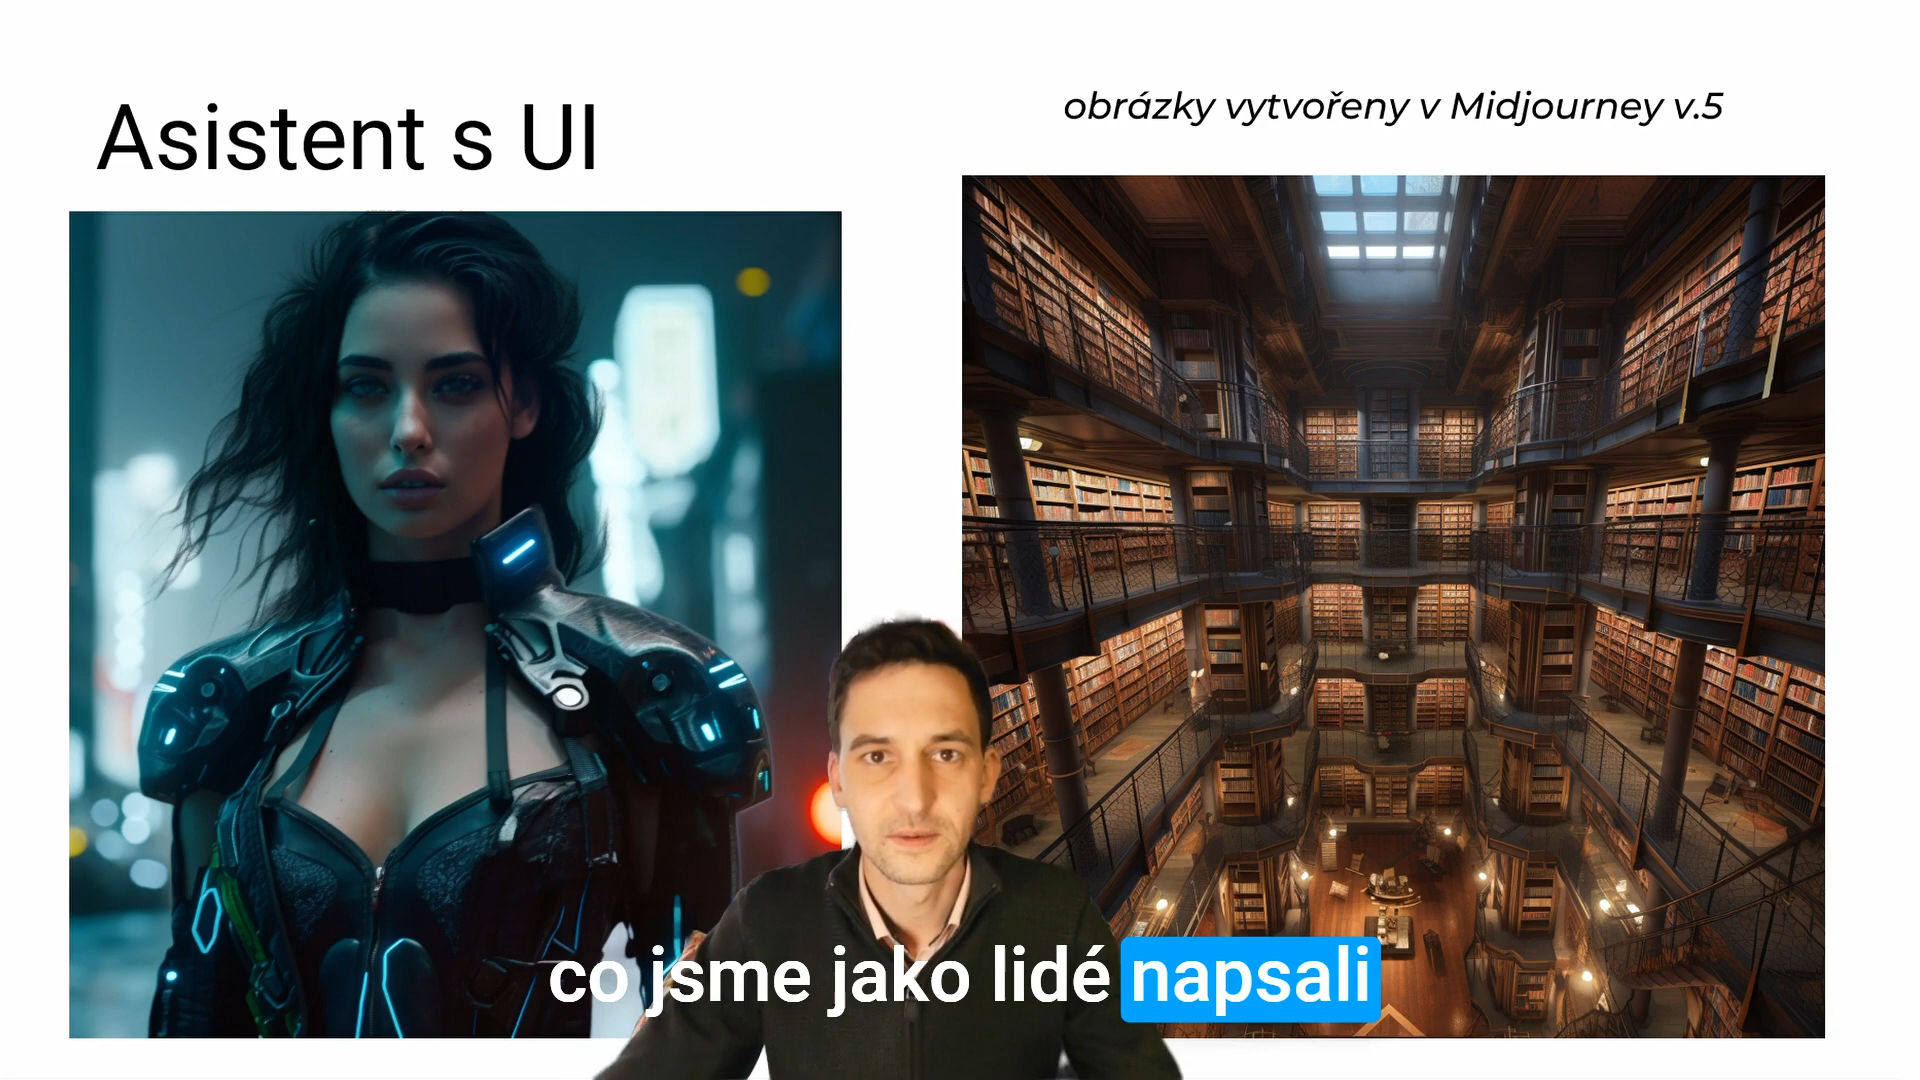 Asistent s UI
obrázky vytvořeny v Midjourney v.5
co jsme jako lidé napsali